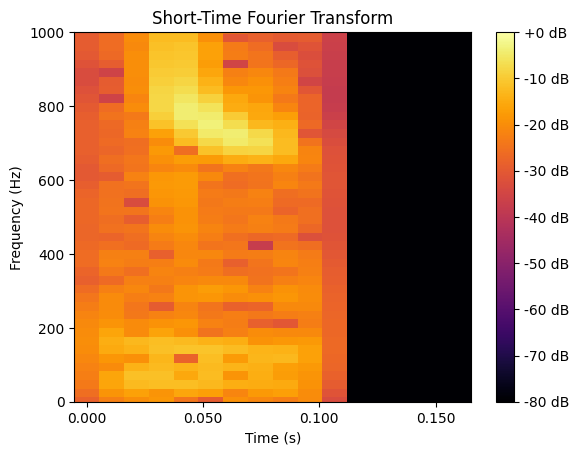 Short-Time Fourier Transform
Frequency (Hz)
1000
800
600
400
200
0
0.000
0.050
0.100
0.150
Time (s)
+0 dB
-10 dB
-20 dB
-30 dB
-40 dB
-50 dB
-60 dB
-70 dB
-80 dB